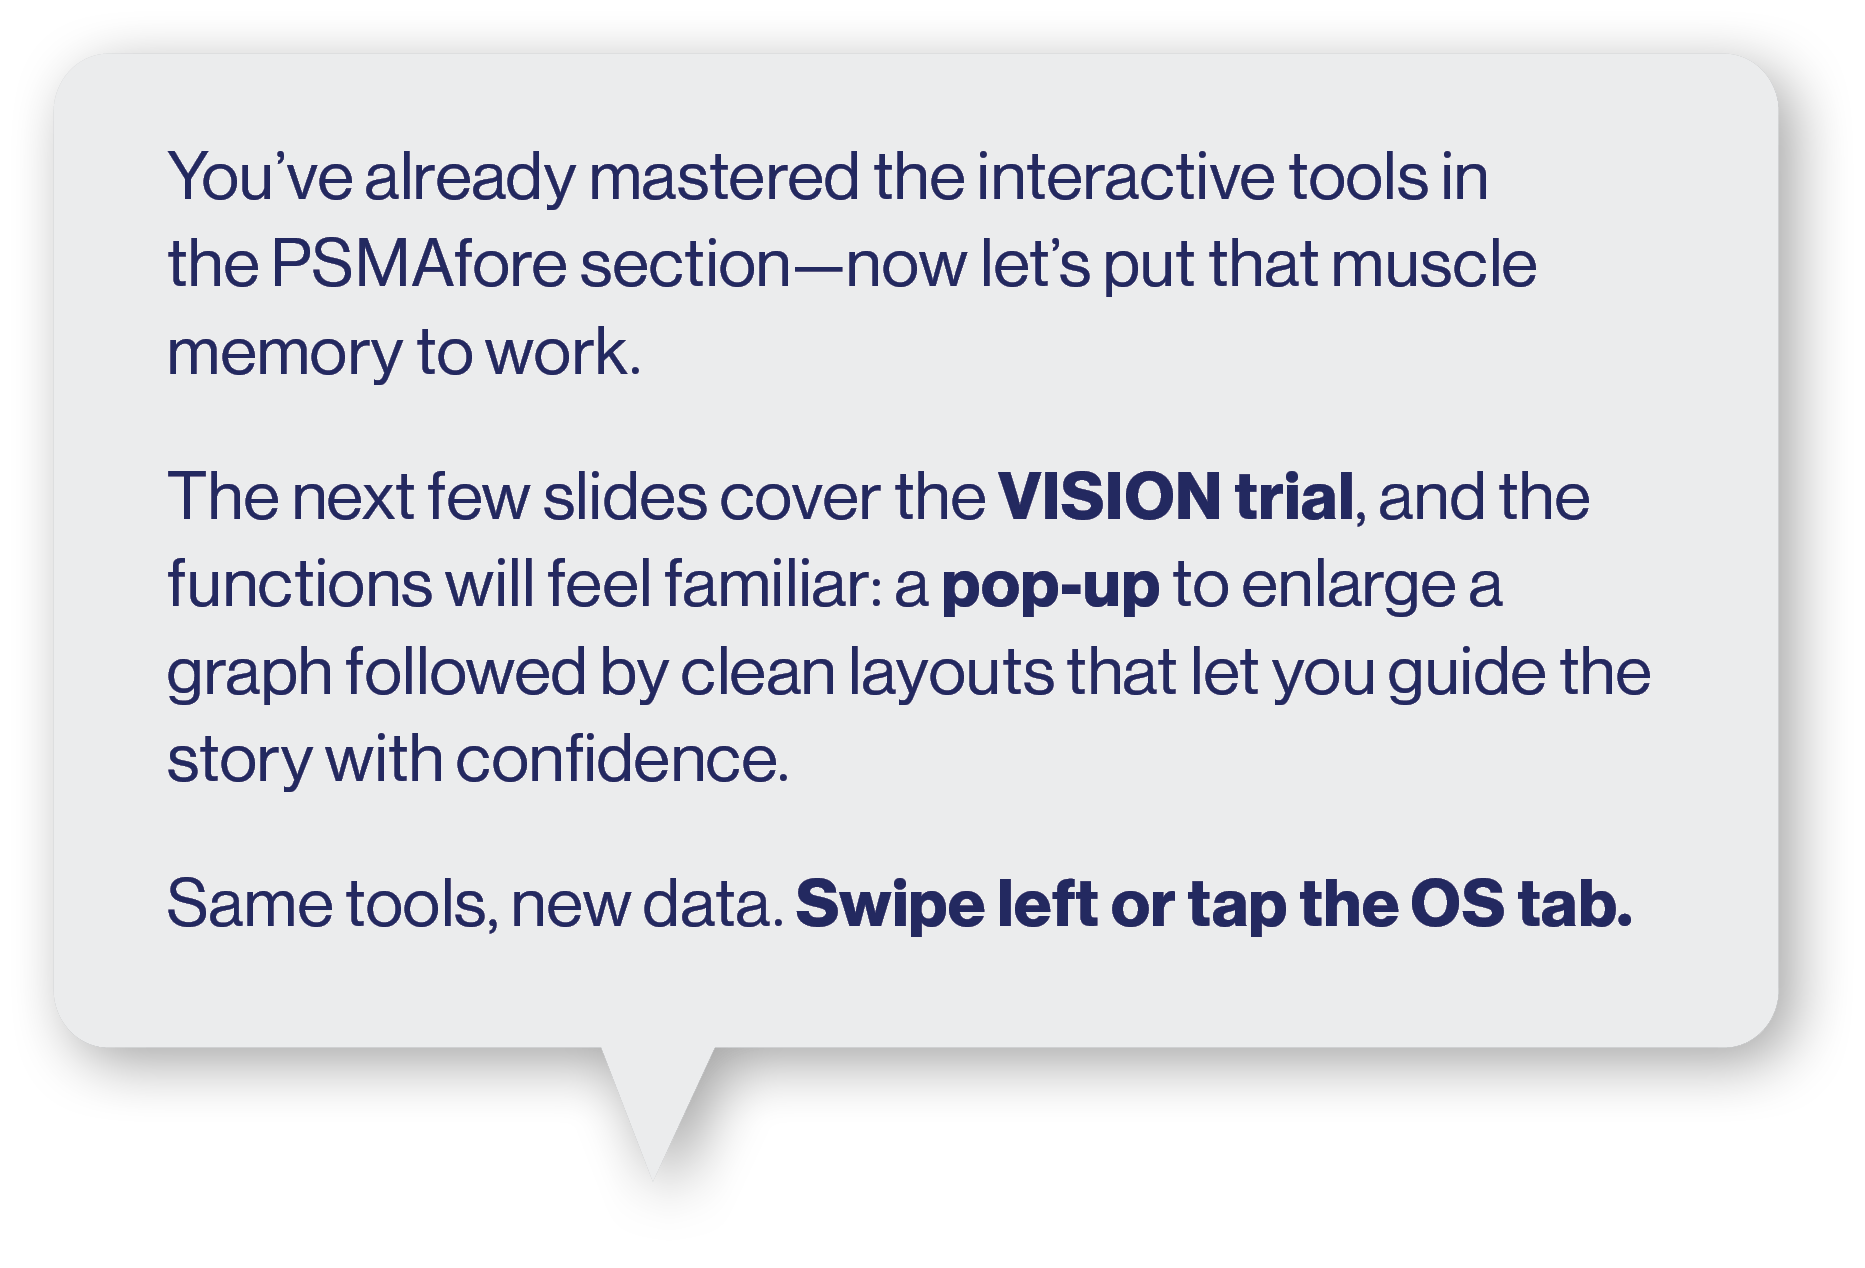 You’ve already mastered the interactive tools in
the PSMAfore section—now let’s put that muscle
memory to work.
The next few slides cover the VISION trial, and the
functions will feel familiar: a pop-up to enlarge a
graph followed by clean layouts that let you guide the
story with confidence.
Same tools, new data. Swipe left or tap the OS tab.